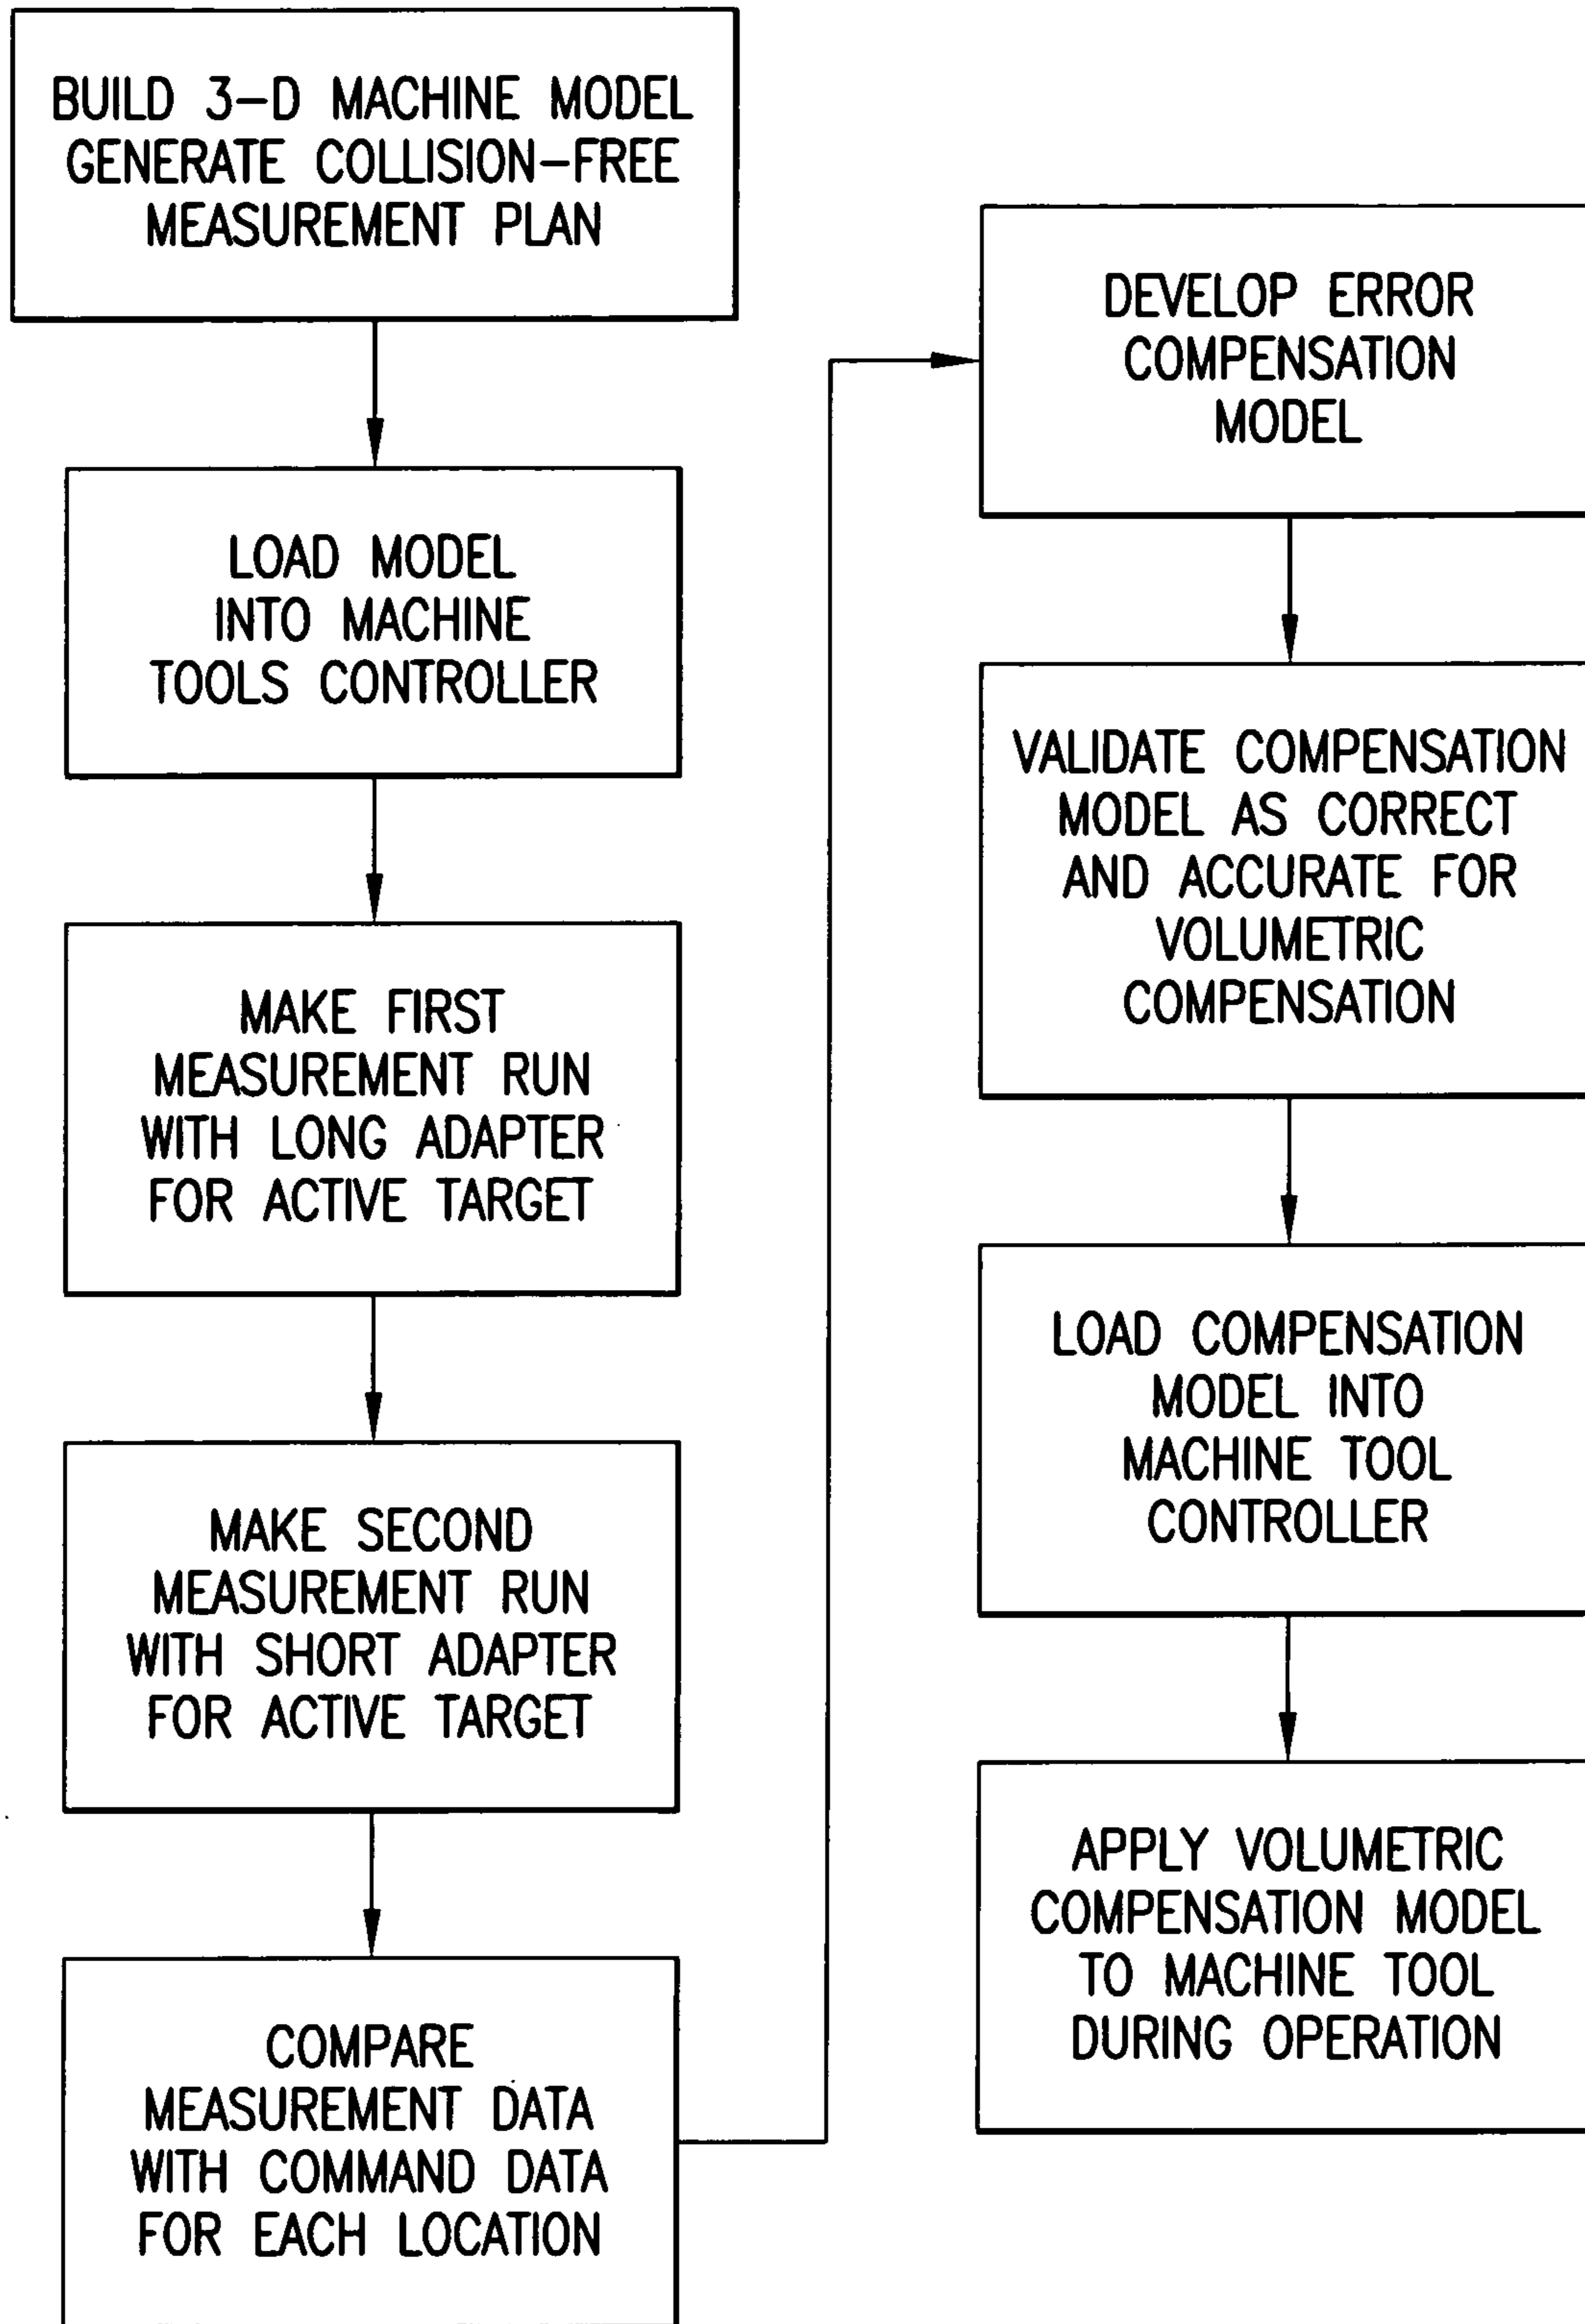 BUILD 3-D MACHINE MODEL
GENERATE COLLISION-FREE
MEASUREMENT PLAN
LOAD MODEL
INTO MACHINE
TOOLS CONTROLLER
MAKE FIRST
MEASUREMENT RUN
WITH LONG ADAPTER
FOR ACTIVE TARGET
MAKE SECOND
MEASUREMENT RUN
WITH SHORT ADAPTER
FOR ACTIVE TARGET
COMPARE
MEASUREMENT DATA
WITH COMMAND DATA
FOR EACH LOCATION
DEVELOP ERROR
COMPENSATION
MODEL
VALIDATE COMPENSATION
MODEL AS CORRECT
AND ACCURATE FOR
VOLUMETRIC
COMPENSATION
LOAD COMPENSATION
MODEL INTO
MACHINE TOOL
CONTROLLER
APPLY VOLUMETRIC
COMPENSATION MODEL
TO MACHINE TOOL
DURING OPERATION